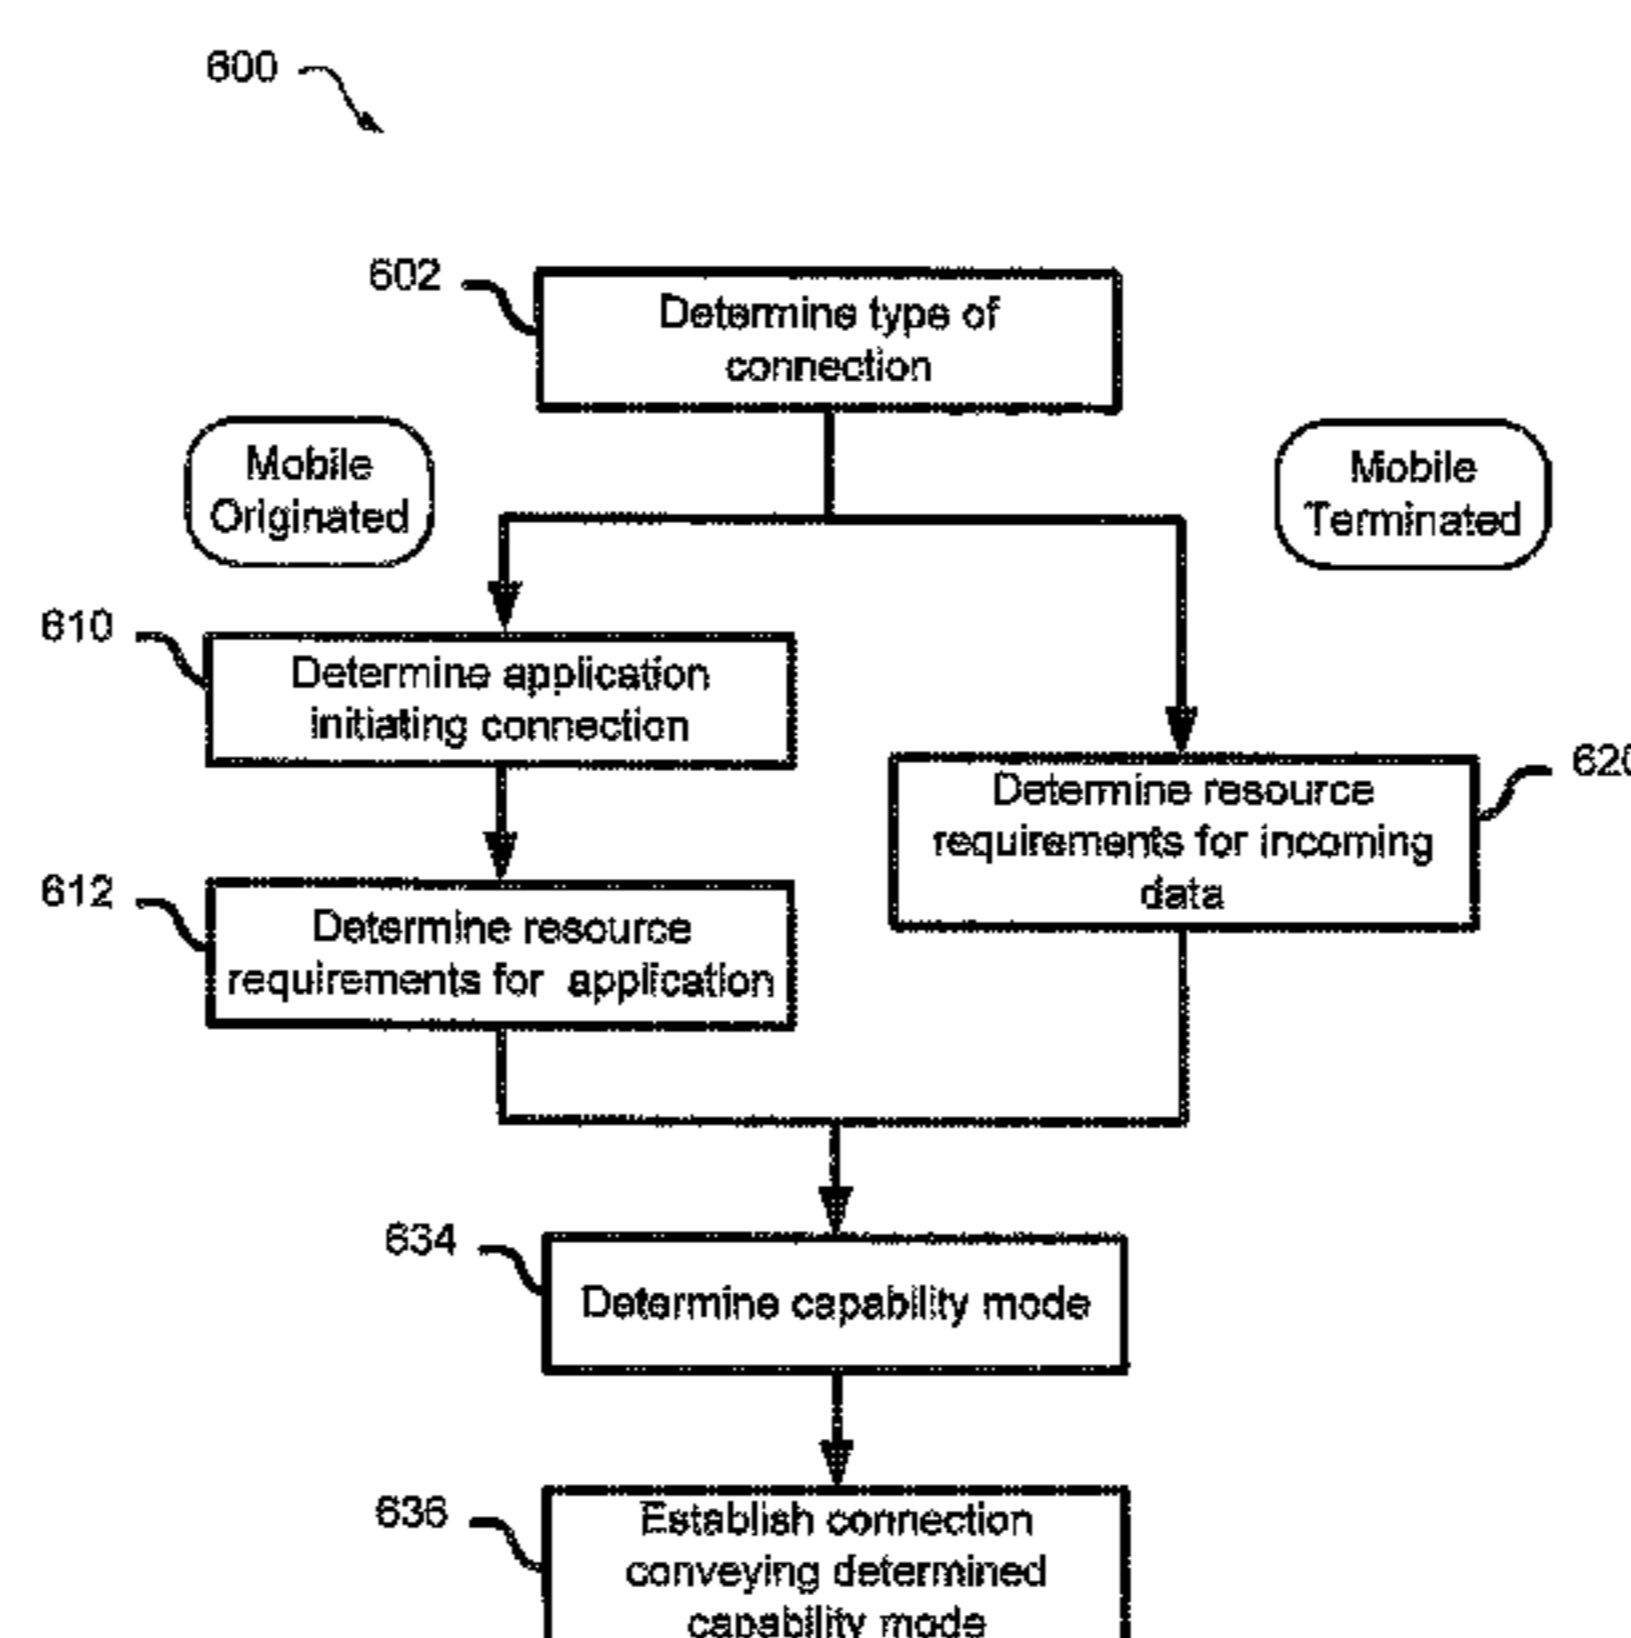 600
602
Determine type of
connection
Mobile
Originated
Mobile
Terminated
610
Determine application
initiating connection
620
Determine resource
requirements for incoming
data
612
Determine resource
requirements for application
634
Determine capability mode
636
Establish connection
conveying determined
capability mode